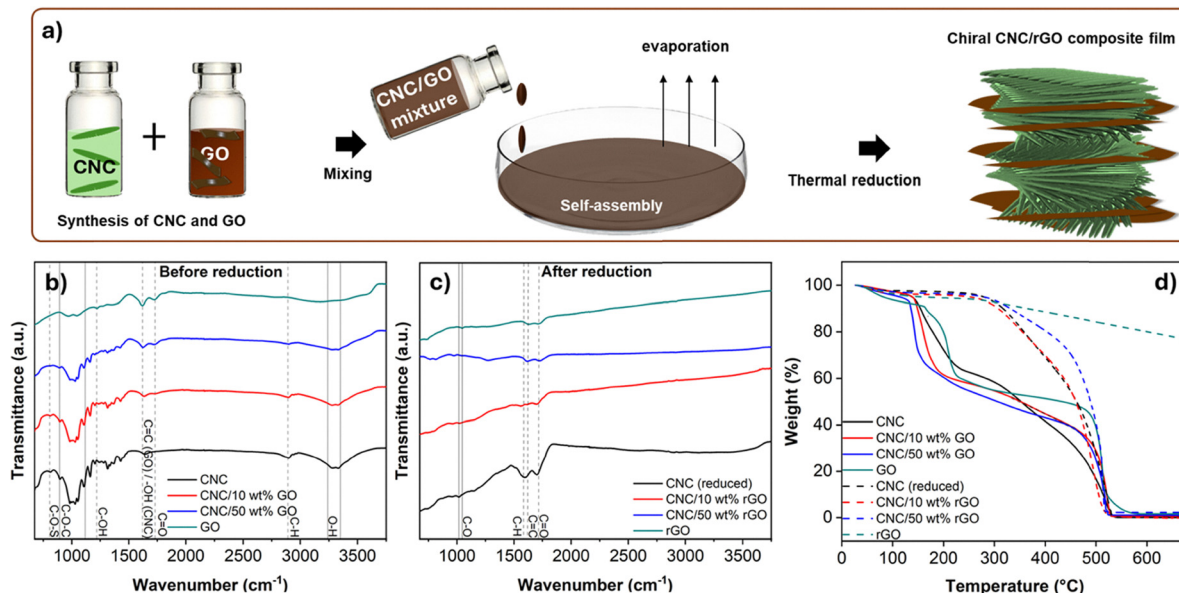 a)
CNC
+
GO
Synthesis of CNC and GO
Mixing
CNC/GO
mixture
evaporation
Self-assembly
Thermal reduction
Chiral CNC/rGO composite film
b)
Before reduction
Transmittance (a.u.)
C-O-S
C-O-C
C-OH
C=C (GO)/ -OH (CNC)
C=O
C-H
O-H
CNC
CNC/10 wt% GO
CNC/50 wt% GO
GO
1000 1500 2000 2500 3000 3500
Wavenumber (cm-1)
c)
After reduction
Transmittance (a.u.)
C-O
C-H
C=C
C=O
CNC (reduced)
CNC/10 wt% rGO
CNC/50 wt% rGO
rGO
1000 1500 2000 2500 3000 3500
Wavenumber (cm-1)
d)
Weight (%)
100
80
60
40
20
0
CNC
CNC/10 wt% GO
CNC/50 wt% GO
GO
CNC (reduced)
CNC/10 wt% rGO
CNC/50 wt% rGO
rGO
0 100 200 300 400 500 600
Temperature (°C)